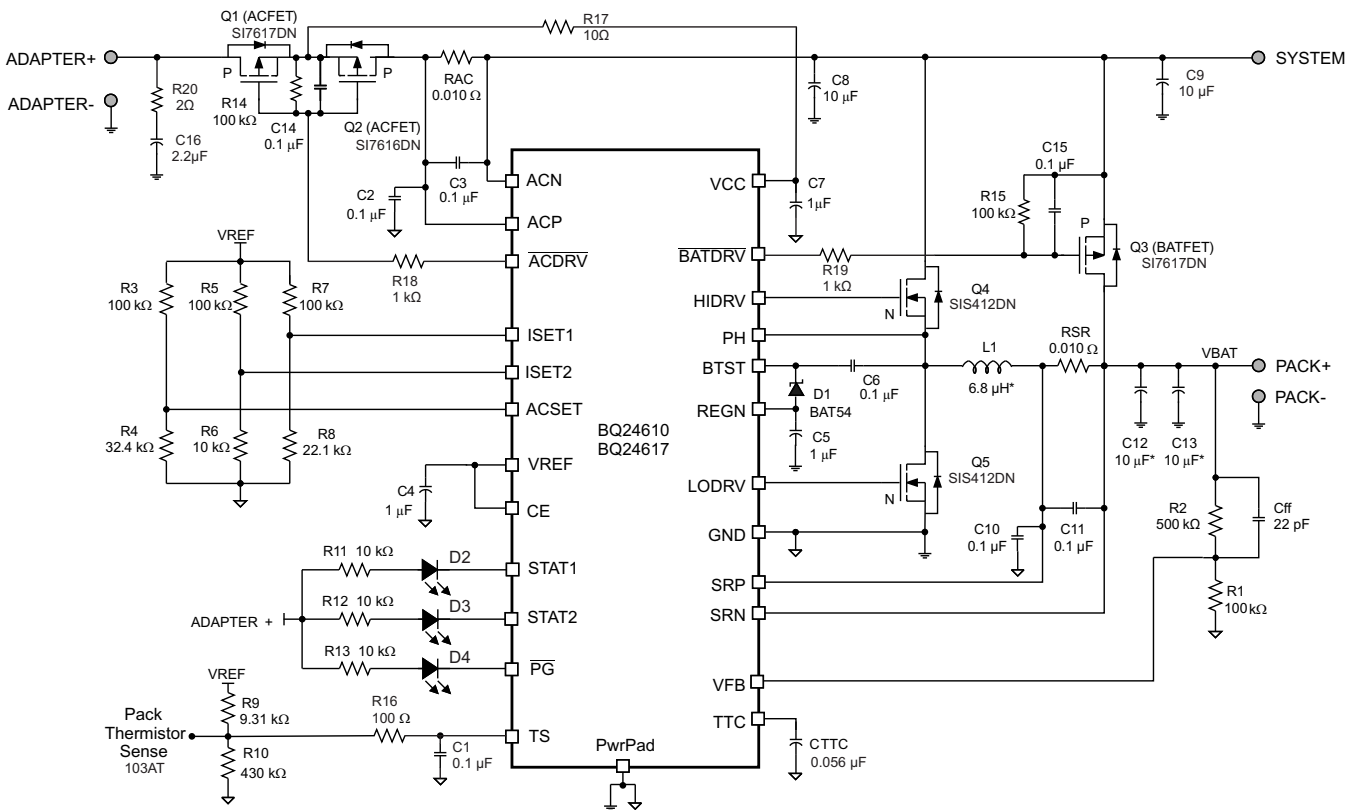 Q1 (ACFET)
SI7617DN
R17
10Ω
ADAPTER+
P
P
RAC
0.010 Ω
C8
10 μF
C9
10 μF
SYSTEM
ADAPTER-
R20
2Ω
R14
100 kΩ
C14
0.1 μF
Q2 (ACFET)
SI7616DN
C16
2.2μF
C2
0.1 μF
C3
0.1 μF
ACN
ACP
ACDRV
R18
1 kΩ
VCC
C7
1μF
C15
0.1 μF
R15
100 kΩ
P
Q3 (BATFET)
SI7617DN
BATDRV
R19
1 kΩ
HIDRV
N
Q4
SIS412DN
PH
VREF
R3
100 kΩ
R5
100 kΩ
R7
100 kΩ
ISET1
ISET2
ACSET
R4
32.4 kΩ
R6
10 kΩ
R8
22.1 kΩ
BTST
C6
0.1 μF
L1
6.8 μH*
RSR
0.010 Ω
VBAT
PACK+
PACK-
REGN
D1
BAT54
C5
1 μF
C12
10 μF*
C13
10 μF*
BQ24610
BQ24617
VREF
CE
C4
1 μF
LODRV
N
Q5
SIS412DN
GND
C10
0.1 μF
C11
0.1 μF
R2
500 kΩ
Cff
22 pF
R1
100 kΩ
SRP
SRN
R11 10 kΩ
D2
STAT1
R12 10 kΩ
D3
STAT2
ADAPTER +
R13 10 kΩ
D4
PG
VREF
R9
9.31 kΩ
Pack
Thermistor
Sense
103AT
R10
430 kΩ
R16
100 Ω
C1
0.1 μF
TS
VFB
TTC
CTTC
0.056 μF
PwrPad